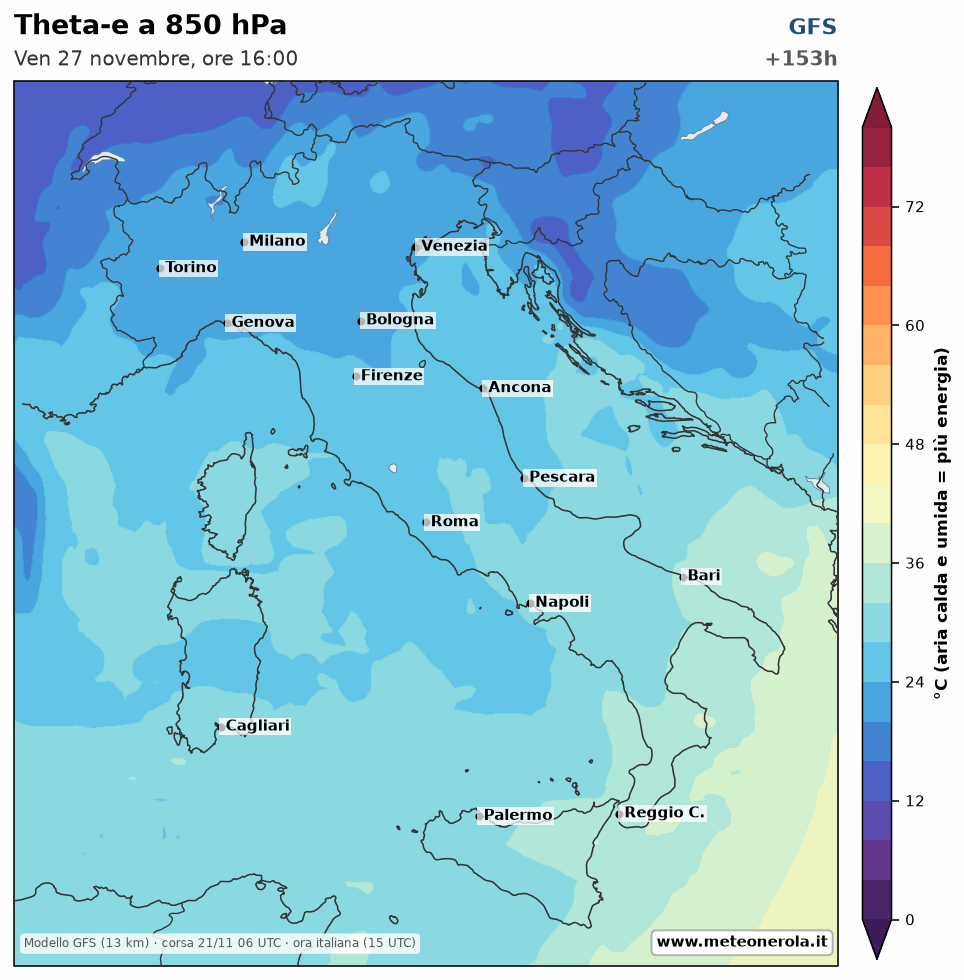 Theta-e a 850 hPa
GFS
Ven 27 novembre, ore 16:00
+153h
Milano
Venezia
Torino
Genova
Bologna
Firenze
Ancona
Pescara
Roma
Bari
Napoli
Cagliari
Palermo
Reggio C.
72
60
48
36
24
12
0
°C (aria calda e umida = più energia)
Modello GFS (13 km) · corsa 21/11 06 UTC · ora italiana (15 UTC)
www.meteonerola.it